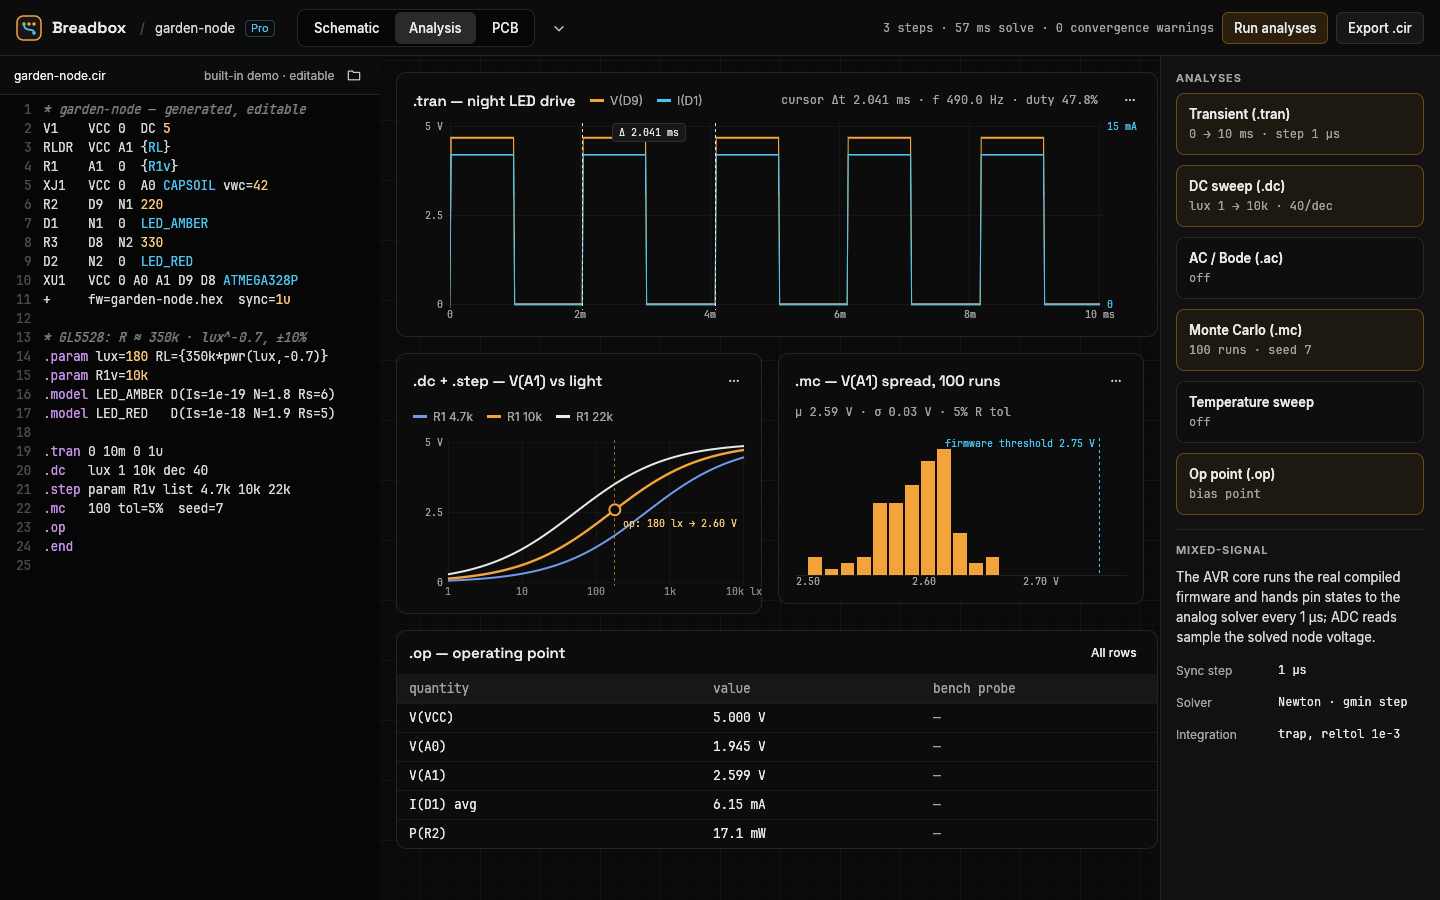 Breadbox / garden-node Pro
Schematic Analysis PCB
3 steps · 57 ms solve · 0 convergence warnings
Run analyses
Export .cir
garden-node.cir
built-in demo · editable
1 * garden-node — generated, editable
2 V1 VCC 0 DC 5
3 RLDR VCC A1 {RL}
4 R1 A1 0 {R1v}
5 XJ1 VCC 0 A0 CAPSOIL vwc=42
6 R2 D9 N1 220
7 D1 N1 0 LED_AMBER
8 R3 D8 N2 330
9 D2 N2 0 LED_RED
10 XU1 VCC 0 A0 A1 D9 D8 ATMEGA328P
11 + fw=garden-node.hex sync=1u
12
13 * GL5528: R ≈ 350k · lux^-0.7, ±10%
14 .param lux=180 RL={350k*pwr(lux,-0.7)}
15 .param R1v=10k
16 .model LED_AMBER D(Is=1e-19 N=1.8 Rs=6)
17 .model LED_RED D(Is=1e-18 N=1.9 Rs=5)
18
19 .tran 0 10m 0 1u
20 .dc lux 1 10k dec 40
21 .step param R1v list 4.7k 10k 22k
22 .mc 100 tol=5% seed=7
23 .op
24 .end
25
.tran — night LED drive
V(D9) I(D1)
cursor Δt 2.041 ms · f 490.0 Hz · duty 47.8%
···
5 V
15 mA
Δ 2.041 ms
2.5
0
0
0 2m 4m 6m 8m 10 ms
.dc + .step — V(A1) vs light
···
R1 4.7k R1 10k R1 22k
5 V
2.5
op: 180 lx → 2.60 V
0
1 10 100 1k 10k lx
.mc — V(A1) spread, 100 runs
···
μ 2.59 V · σ 0.03 V · 5% R tol
firmware threshold 2.75 V
2.50 2.60 2.70 V
.op — operating point
All rows
quantity value bench probe
V(VCC) 5.000 V —
V(A0) 1.945 V —
V(A1) 2.599 V —
I(D1) avg 6.15 mA —
P(R2) 17.1 mW —
ANALYSES
Transient (.tran)
0 → 10 ms · step 1 μs
DC sweep (.dc)
lux 1 → 10k · 40/dec
AC / Bode (.ac)
off
Monte Carlo (.mc)
100 runs · seed 7
Temperature sweep
off
Op point (.op)
bias point
MIXED-SIGNAL
The AVR core runs the real compiled
firmware and hands pin states to the
analog solver every 1 μs; ADC reads
sample the solved node voltage.
Sync step 1 μs
Solver Newton · gmin step
Integration trap, reltol 1e-3